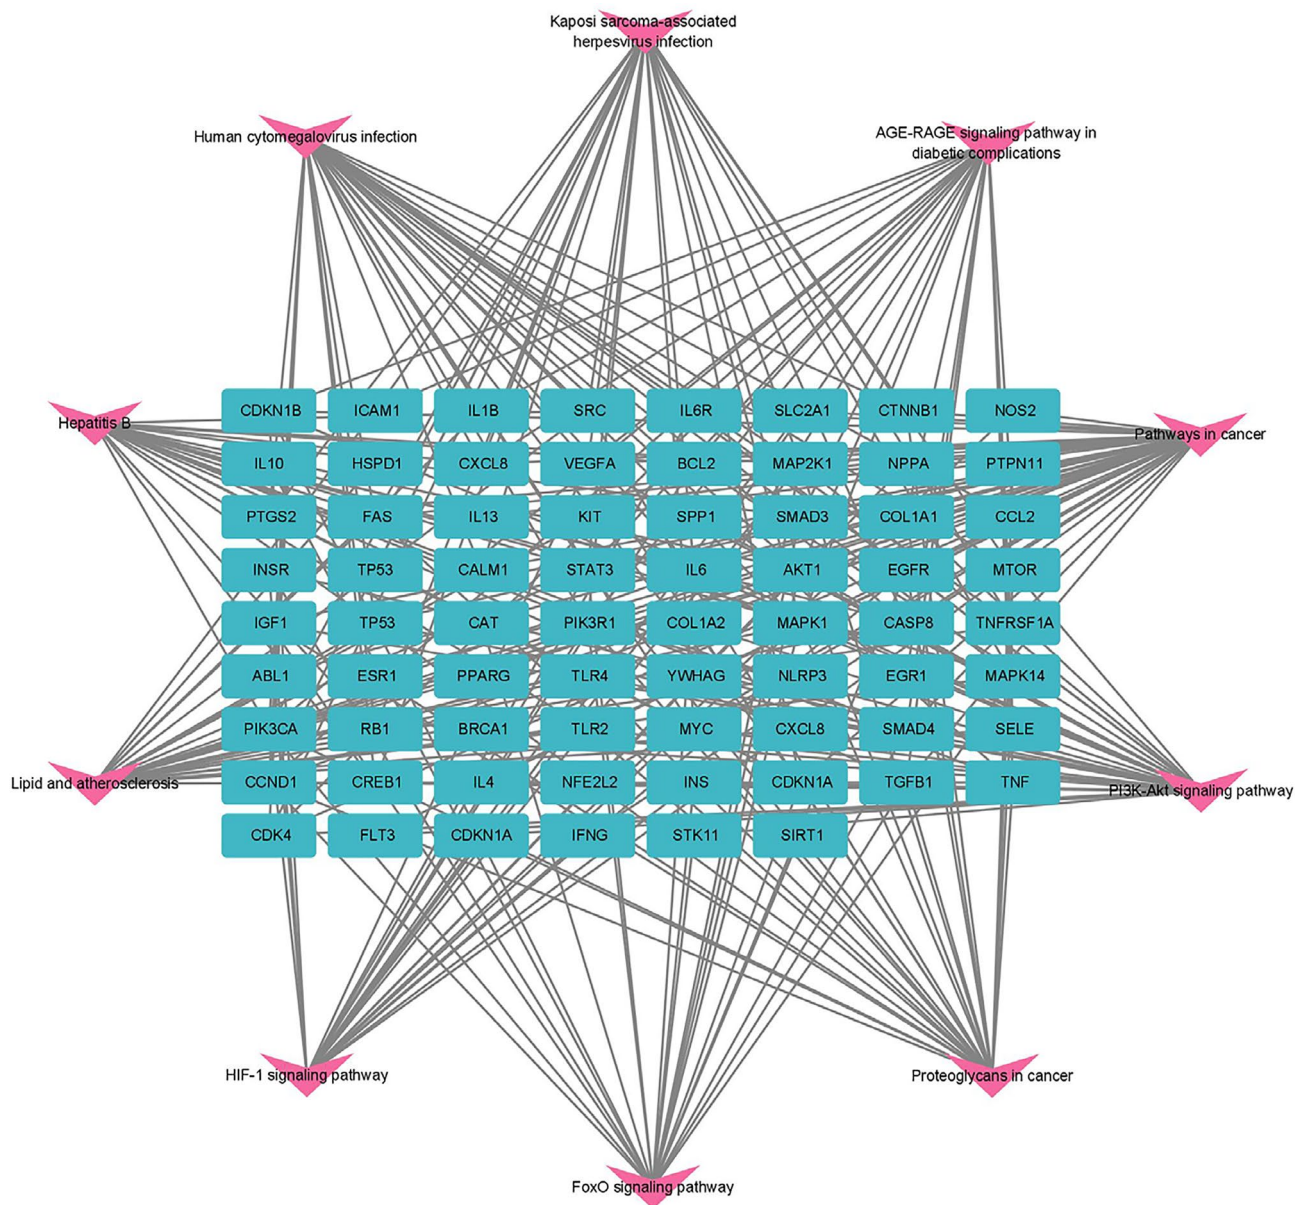 Kaposi sarcoma-associated
herpesvirus infection
Human cytomegalovirus infection
AGE-RAGE signaling pathway in
diabetic complications
Hepatitis B
Pathways in cancer
CDKN1B ICAM1 IL1B SRC IL6R SLC2A1 CTNNB1 NOS2
IL10 HSPD1 CXCL8 VEGFA BCL2 MAP2K1 NPPA PTPN11
PTGS2 FAS IL13 KIT SPP1 SMAD3 COL1A1 CCL2
INSR TP53 CALM1 STAT3 IL6 AKT1 EGFR MTOR
IGF1 TP53 CAT PIK3R1 COL1A2 MAPK1 CASP8 TNFRSF1A
ABL1 ESR1 PPARG TLR4 YWHAG NLRP3 EGR1 MAPK14
PIK3CA RB1 BRCA1 TLR2 MYC CXCL8 SMAD4 SELE
CCND1 CREB1 IL4 NFE2L2 INS CDKN1A TGFB1 TNF
CDK4 FLT3 CDKN1A IFNG STK11 SIRT1
Lipid and atherosclerosis
PI3K-Akt signaling pathway
HIF-1 signaling pathway
Proteoglycans in cancer
FoxO signaling pathway